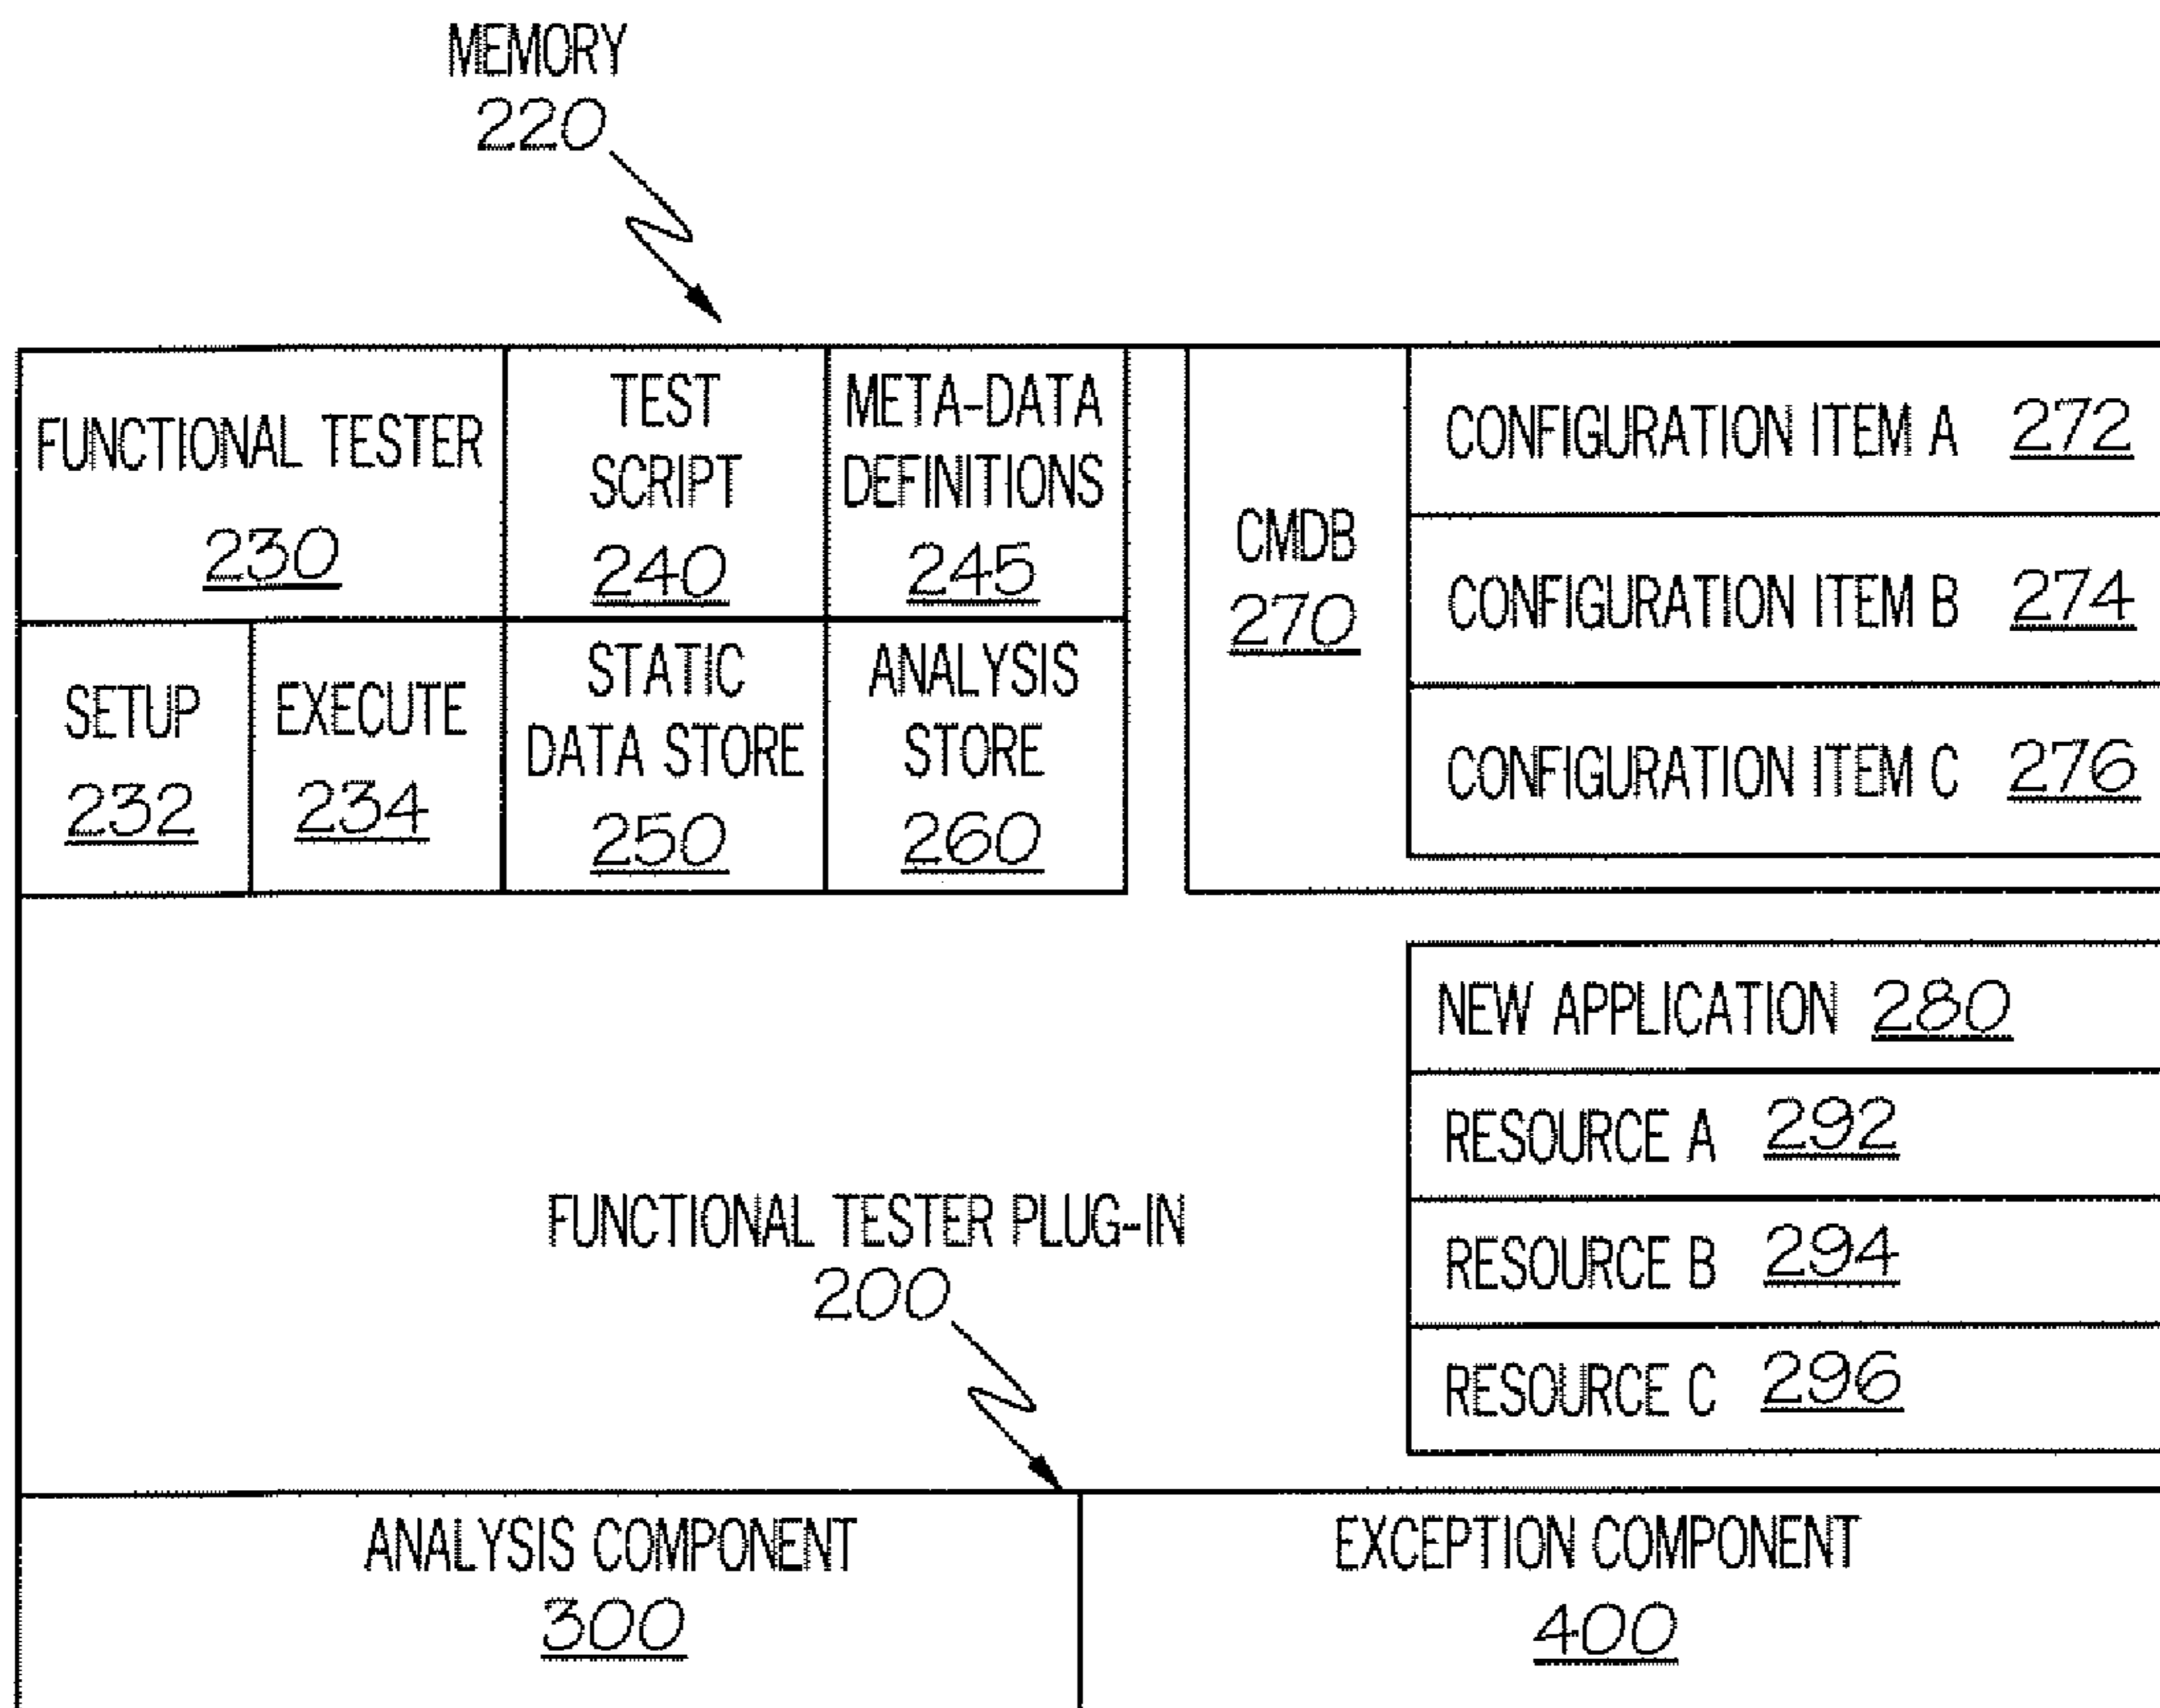 MEMORY
220
FUNCTIONAL TESTER
230
TEST
SCRIPT
240
META-DATA
DEFINITIONS
245
SETUP
232
EXECUTE
234
STATIC
DATA STORE
250
ANALYSIS
STORE
260
CMDB
270
CONFIGURATION ITEM A 272
CONFIGURATION ITEM B 274
CONFIGURATION ITEM C 276
NEW APPLICATION 280
RESOURCE A 292
RESOURCE B 294
RESOURCE C 296
FUNCTIONAL TESTER PLUG-IN
200
ANALYSIS COMPONENT
300
EXCEPTION COMPONENT
400